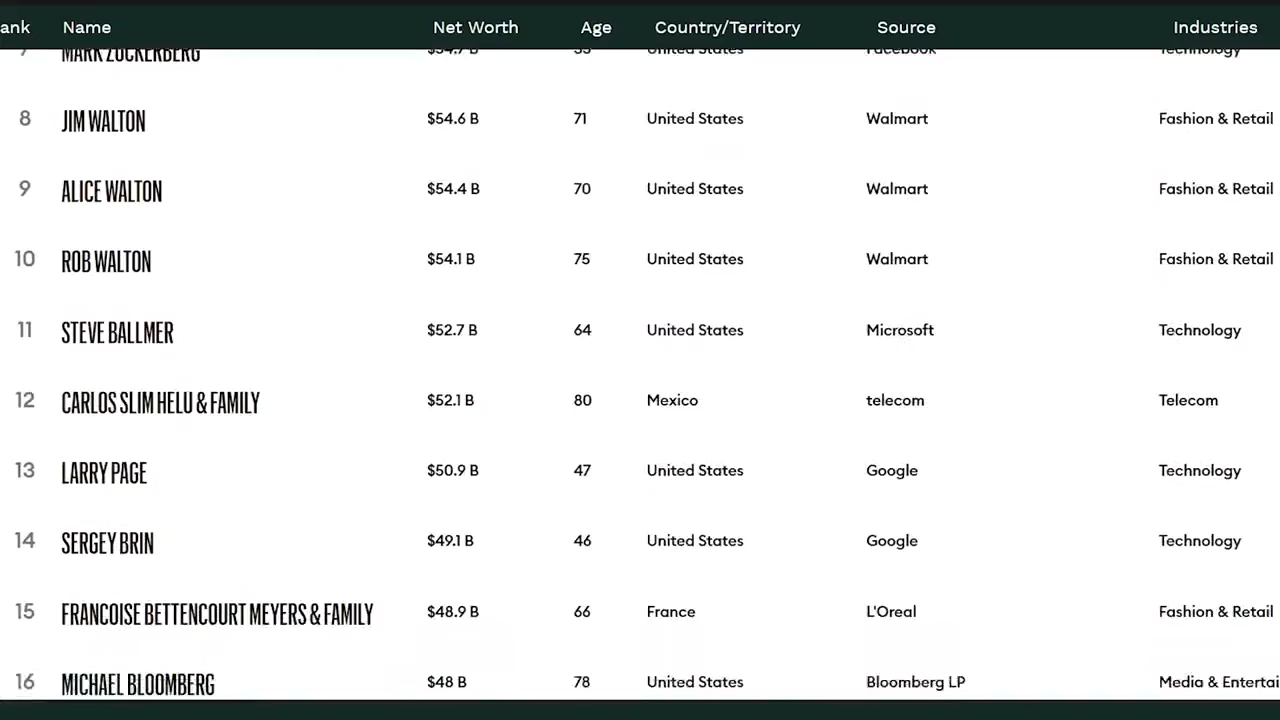 ank Name Net Worth Age Country/Territory Source Industries
MARK ZUCKERBERG $54.7 B United States Facebook Technology
8 JIM WALTON $54.6 B 71 United States Walmart Fashion & Retail
9 ALICE WALTON $54.4 B 70 United States Walmart Fashion & Retail
10 ROB WALTON $54.1 B 75 United States Walmart Fashion & Retail
11 STEVE BALLMER $52.7 B 64 United States Microsoft Technology
12 CARLOS SLIM HELU & FAMILY $52.1 B 80 Mexico telecom Telecom
13 LARRY PAGE $50.9 B 47 United States Google Technology
14 SERGEY BRIN $49.1 B 46 United States Google Technology
15 FRANCOISE BETTENCOURT MEYERS & FAMILY $48.9 B 66 France L'Oreal Fashion & Retail
16 MICHAEL BLOOMBERG $48 B 78 United States Bloomberg LP Media & Entertai